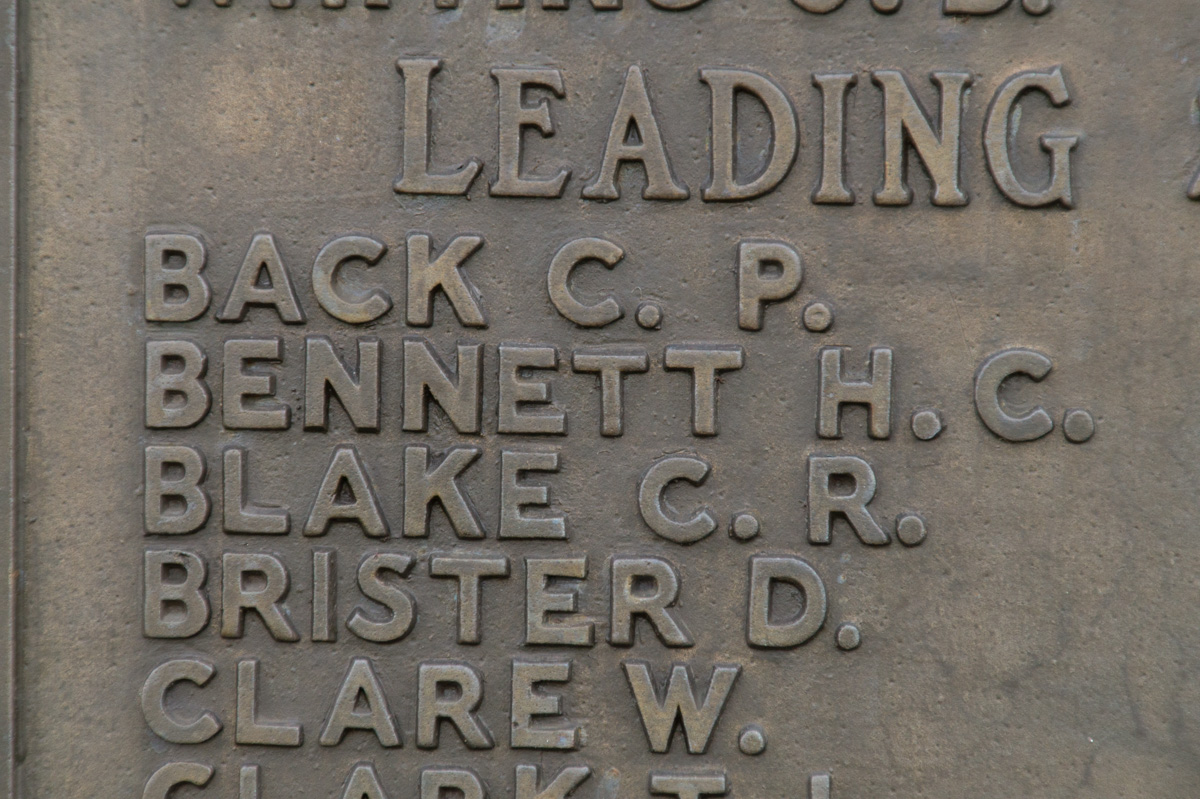 LEADING
BACK C. P.
BENNETT H. C.
BLAKE C. R.
BRISTER D.
CLARE W.